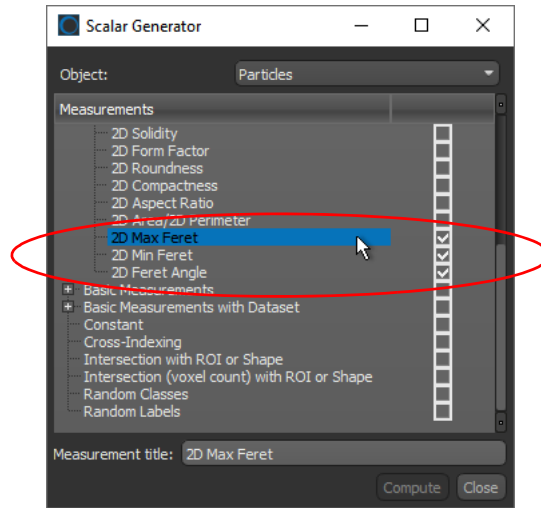 Scalar Generator
Object: Particles
Measurements
2D Solidity
2D Form Factor
2D Roundness
2D Compactness
2D Aspect Ratio
2D Area/2D Perimeter
2D Max Feret
2D Min Feret
2D Feret Angle
Basic Measurements
Basic Measurements with Dataset
Constant
Cross-Indexing
Intersection with ROI or Shape
Intersection (voxel count) with ROI or Shape
Random Classes
Random Labels
Measurement title: 2D Max Feret
Compute Close